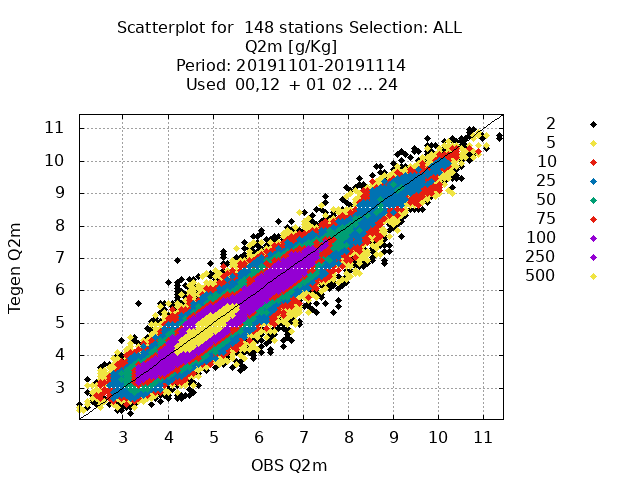 Scatterplot for  148 stations Selection: ALL
Q2m [g/Kg]
Period: 20191101-20191114
Used  00,12  + 01 02 ... 24
11
10
9
8
7
6
5
4
3
Tegen Q2m
3 4 5 6 7 8 9 10 11
OBS Q2m
2
5
10
25
50
75
100
250
500